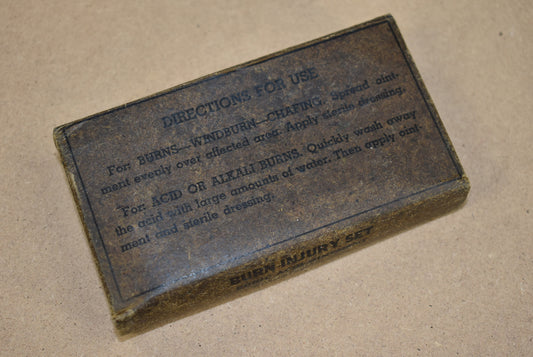 DIRECTIONS FOR USE
For BURNS—WINDBURN—CHAFING. Spread oint-
ment evenly over affected area. Apply sterile dressing.
For: ACID OR ALKALI BURNS. Quickly wash away
the acid with large amounts of water. Then apply oint-
ment and sterile dressing.
BURN INJURY SET